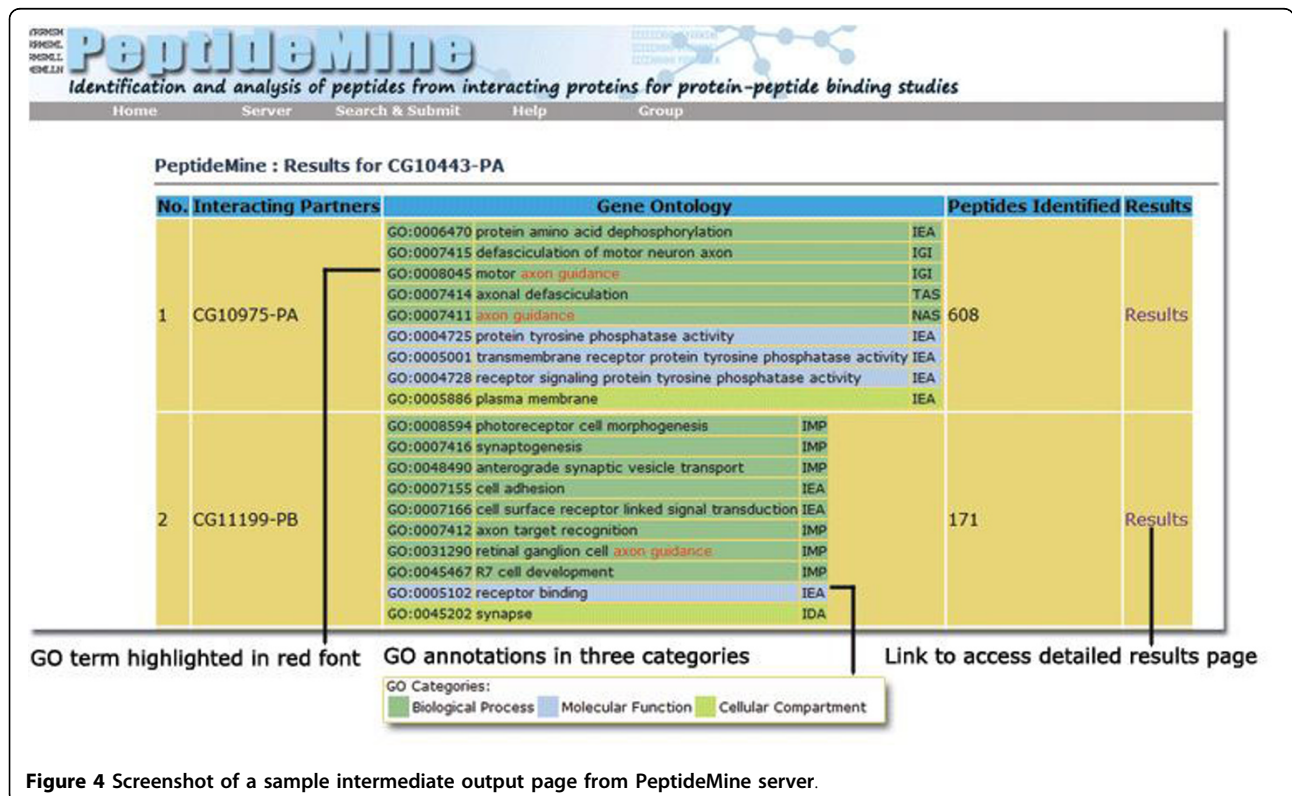 PeptideMine
Identification and analysis of peptides from interacting proteins for protein-peptide binding studies
Home Server Search & Submit Help Group
PeptideMine : Results for CG10443-PA
No. Interacting Partners Gene Ontology Peptides Identified Results
GO:0006470 protein amino acid dephosphorylation IEA
GO:0007415 defasciculation of motor neuron axon IGI
GO:0008045 motor axon guidance IGI
GO:0007414 axonal defasciculation TAS
1 CG10975-PA GO:0007411 axon guidance NAS 608 Results
GO:0004725 protein tyrosine phosphatase activity IEA
GO:0005001 transmembrane receptor protein tyrosine phosphatase activity IEA
GO:0004728 receptor signaling protein tyrosine phosphatase activity IEA
GO:0005886 plasma membrane IEA
GO:0008594 photoreceptor cell morphogenesis IMP
GO:0007416 synaptogenesis IMP
GO:0048490 anterograde synaptic vesicle transport IMP
GO:0007155 cell adhesion IEA
GO:0007166 cell surface receptor linked signal transduction IEA
2 CG11199-PB GO:0007412 axon target recognition IMP 171 Results
GO:0031290 retinal ganglion cell axon guidance IMP
GO:0045467 R7 cell development IMP
GO:0005102 receptor binding IEA
GO:0045202 synapse IDA
GO term highlighted in red font GO annotations in three categories Link to access detailed results page
GO Categories:
Biological Process Molecular Function Cellular Compartment
Figure 4 Screenshot of a sample intermediate output page from PeptideMine server.